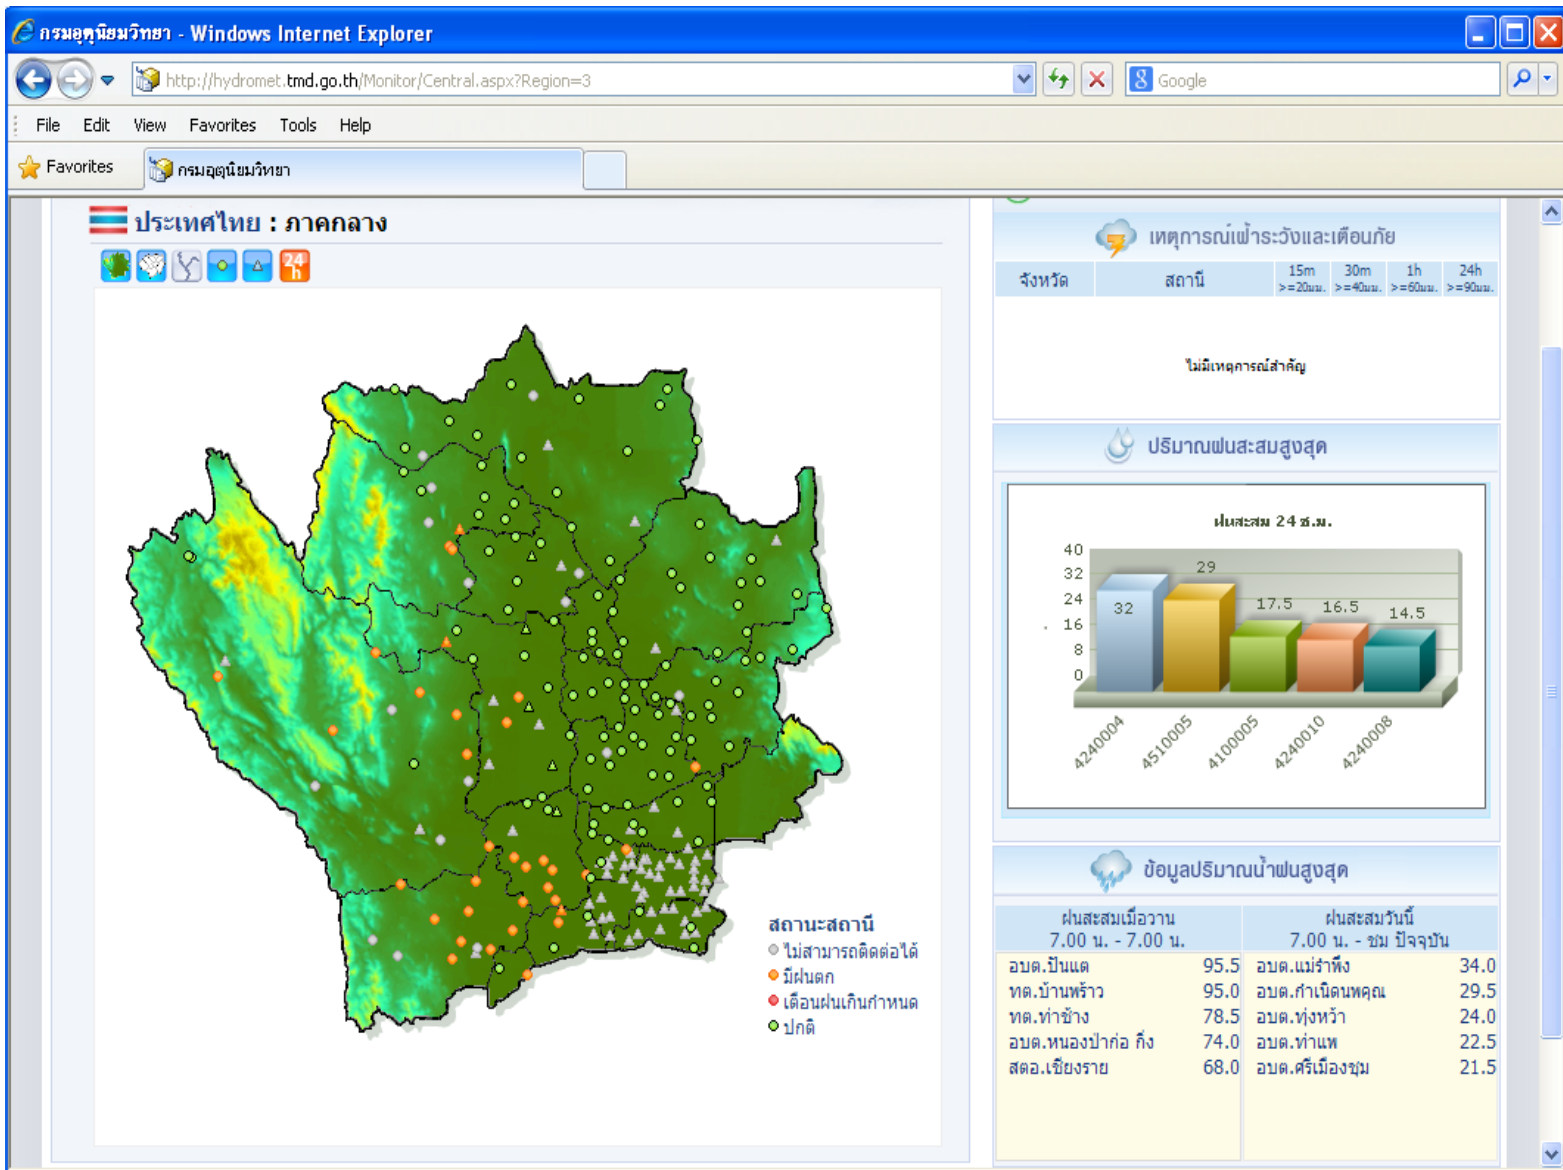 กรมอุตุนิยมวิทยา - Windows Internet Explorer
http://hydromet.tmd.go.th/Monitor/Central.aspx?Region=3
Google
File Edit View Favorites Tools Help
Favorites
กรมอุตุนิยมวิทยา
ประเทศไทย : ภาคกลาง
24 h
สถานะสถานี
ไม่สามารถติดต่อได้
มีฝนตก
เตือนฝนเกินกำหนด
ปกติ
เหตุการณ์เฝ้าระวังและเตือนภัย
จังหวัด สถานี 15m 30m 1h 24h
>=20มม. >=40มม. >=60มม. >=90มม.
ไม่มีเหตุการณ์สำคัญ
ปริมาณฝนสะสมสูงสุด
ฝนสะสม 24 ช.ม.
40
32
24
16
8
0
32
29
17.5
16.5
14.5
4240004
4510005
4100005
4240010
4240008
ข้อมูลปริมาณน้ำฝนสูงสุด
ฝนสะสมเมื่อวาน ฝนสะสมวันนี้
7.00 น. - 7.00 น. 7.00 น. - ชม ปัจจุบัน
อบต.ปันแต 95.5 อบต.แม่รำพึง 34.0
ทต.บ้านพร้าว 95.0 อบต.กำเนิดนพคุณ 29.5
ทต.ท่าช้าง 78.5 อบต.ทุ่งหว้า 24.0
อบต.หนองป่าก่อ กิ่ง 74.0 อบต.ท่าแพ 22.5
สตอ.เชียงราย 68.0 อบต.ศรีเมืองชุม 21.5